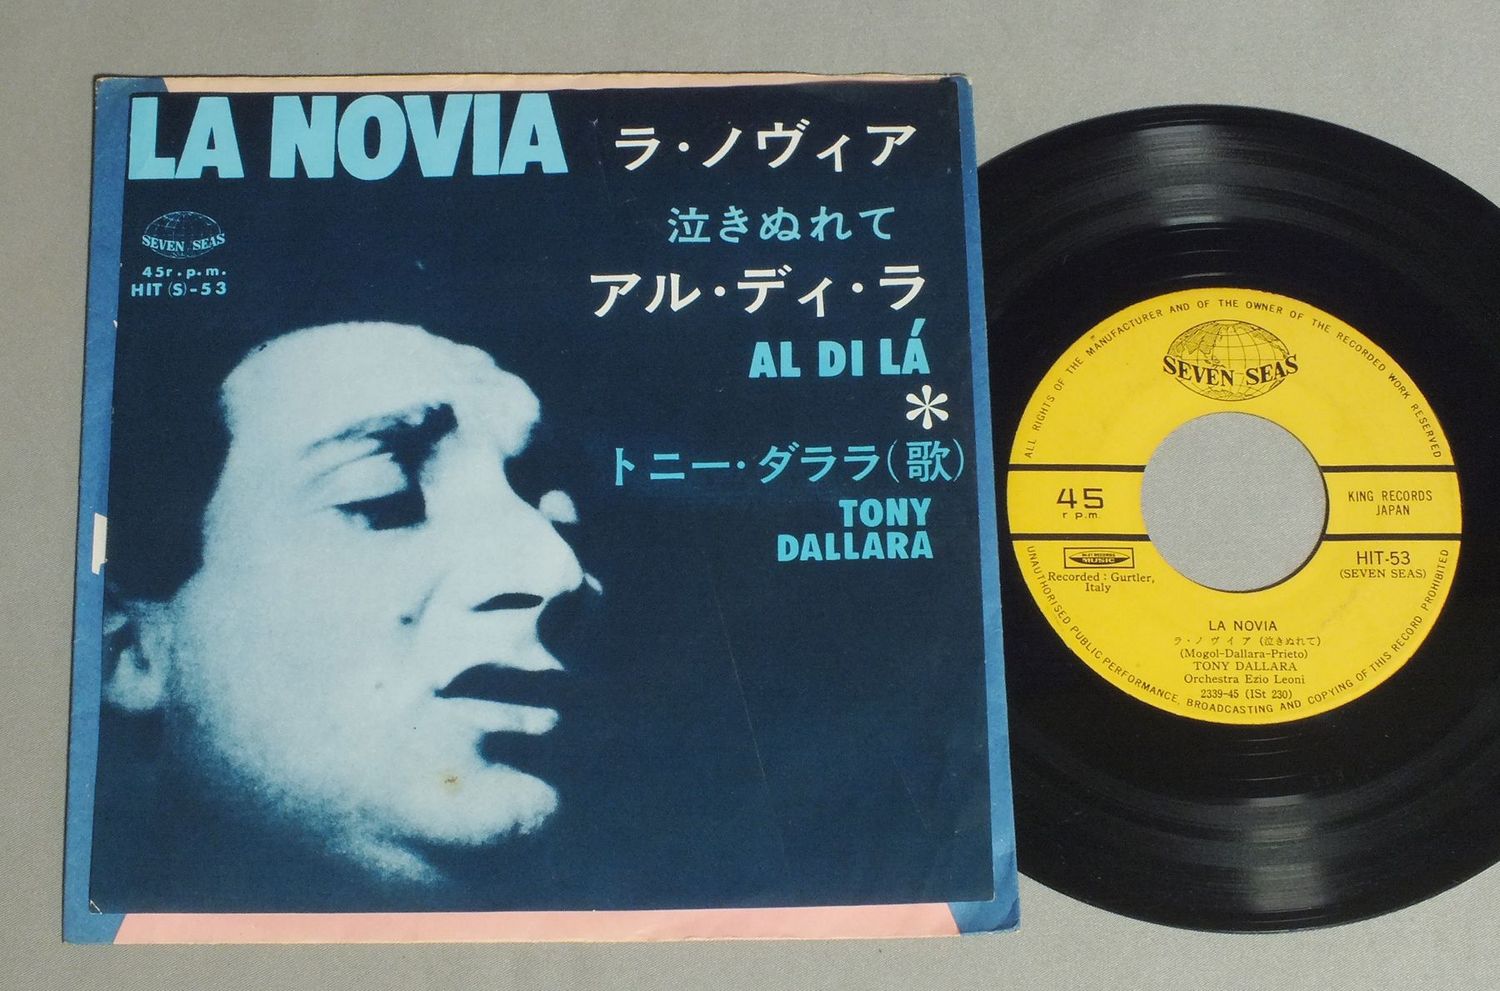 LA NOVIA
ラ・ノヴィア
泣きぬれて
アル・ディ・ラ
AL DI LÁ
*
トニー・ダララ(歌)
TONY
DALLARA
SEVEN SEAS
45r.p.m.
HIT(S)-53
ALL RIGHTS OF THE MANUFACTURER AND OF THE OWNER OF THE RECORDED WORK RESERVED
SEVEN SEAS
45
r p.m.
KING RECORDS
JAPAN
MUSIC
Recorded : Gurtler,
Italy
HIT-53
(SEVEN SEAS)
LA NOVIA
ラ・ノヴイア(泣きぬれて)
(Mogol-Dallara-Prieto)
TONY DALLARA
Orchestra Ezio Leoni
2339-45 (ISt 230)
UNAUTHORISED PUBLIC PERFORMANCE, BROADCASTING AND COPYING OF THIS RECORD PROHIBITED